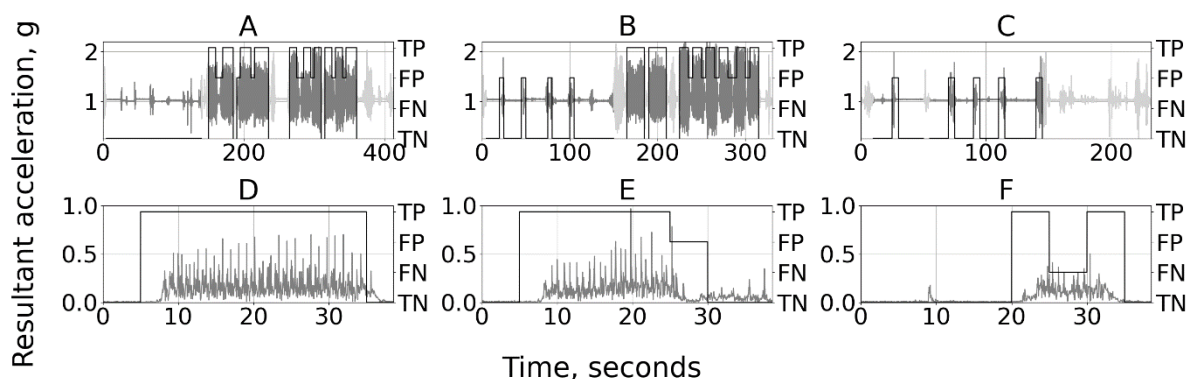 Resultant acceleration, g
A
B
C
2
1
0 200 400
TP
FP
FN
TN
2
1
0 100 200 300
TP
FP
FN
TN
2
1
0 100 200
TP
FP
FN
TN
D
E
F
1.0
0.5
0.0
10 20 30
TP
FP
FN
TN
1.0
0.5
0.0
10 20 30
TP
FP
FN
TN
1.0
0.5
0.0
10 20 30
TP
FP
FN
TN
Time, seconds